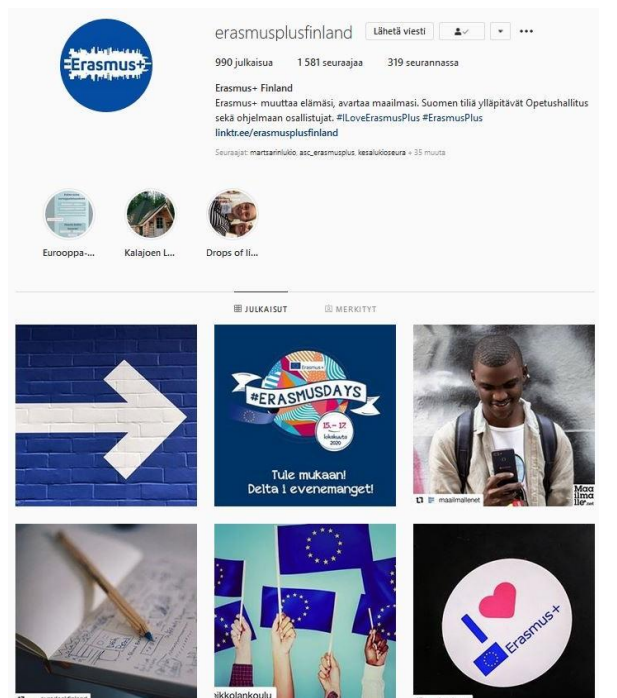 Erasmus+
erasmusplusfinland Lähetä viesti
990 julkaisua 1 581 seuraajaa 319 seurannassa
Erasmus+ Finland
Erasmus+ muuttaa elämäsi, avartaa maailmasi. Suomen tiliä ylläpitävät Opetushallitus
sekä ohjelmaan osallistujat. #ILoveErasmusPlus #ErasmusPlus
linktr.ee/erasmusplusfinland
Seuraajat: martsarinlukio, asc_erasmusplus, kesalukioseura + 35 muuta
Eurooppa-... Kalajoen L... Drops of li...
JULKAISUT MERKITYT
Erasmus+
#ERASMUSDAYS
15.–17.
lokakuuta
2020
Tule mukaan!
Delta i evenemanget!
maailmallenet
Maa
ilma
lle.net
I
Erasmus+
ikkolankoulu